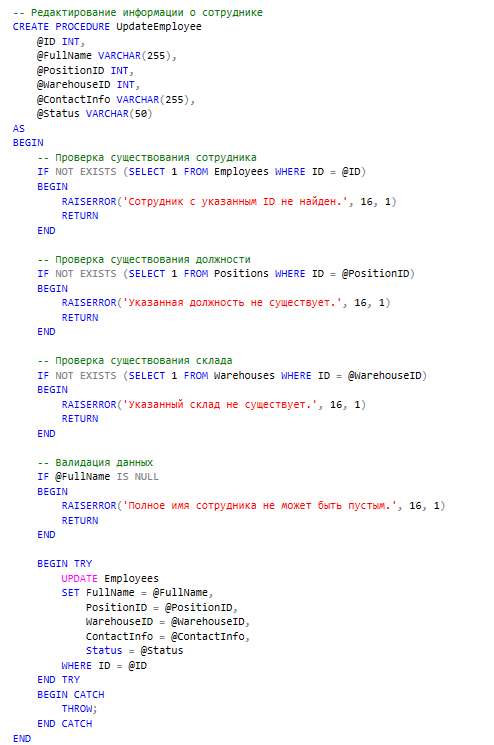 -- Редактирование информации о сотруднике
CREATE PROCEDURE UpdateEmployee
    @ID INT,
    @FullName VARCHAR(255),
    @PositionID INT,
    @WarehouseID INT,
    @ContactInfo VARCHAR(255),
    @Status VARCHAR(50)
AS
BEGIN
    -- Проверка существования сотрудника
    IF NOT EXISTS (SELECT 1 FROM Employees WHERE ID = @ID)
    BEGIN
        RAISERROR('Сотрудник с указанным ID не найден.', 16, 1)
        RETURN
    END

    -- Проверка существования должности
    IF NOT EXISTS (SELECT 1 FROM Positions WHERE ID = @PositionID)
    BEGIN
        RAISERROR('Указанная должность не существует.', 16, 1)
        RETURN
    END

    -- Проверка существования склада
    IF NOT EXISTS (SELECT 1 FROM Warehouses WHERE ID = @WarehouseID)
    BEGIN
        RAISERROR('Указанный склад не существует.', 16, 1)
        RETURN
    END

    -- Валидация данных
    IF @FullName IS NULL
    BEGIN
        RAISERROR('Полное имя сотрудника не может быть пустым.', 16, 1)
        RETURN
    END

    BEGIN TRY
        UPDATE Employees
        SET FullName = @FullName,
            PositionID = @PositionID,
            WarehouseID = @WarehouseID,
            ContactInfo = @ContactInfo,
            Status = @Status
        WHERE ID = @ID
    END TRY
    BEGIN CATCH
        THROW;
    END CATCH
END